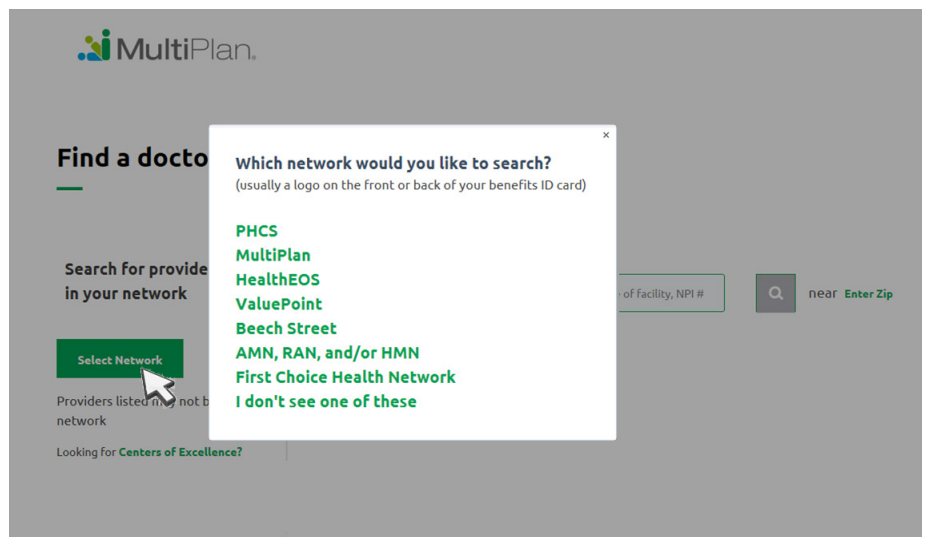 MultiPlan.
Find a docto
Which network would you like to search?
(usually a logo on the front or back of your benefits ID card)
PHCS
MultiPlan
HealthEOS
ValuePoint
Beech Street
AMN, RAN, and/or HMN
First Choice Health Network
I don't see one of these
×
Search for provide
in your network
of facility, NPI #
near Enter Zip
Select Network
Providers listed may not b
network
Looking for Centers of Excellence?